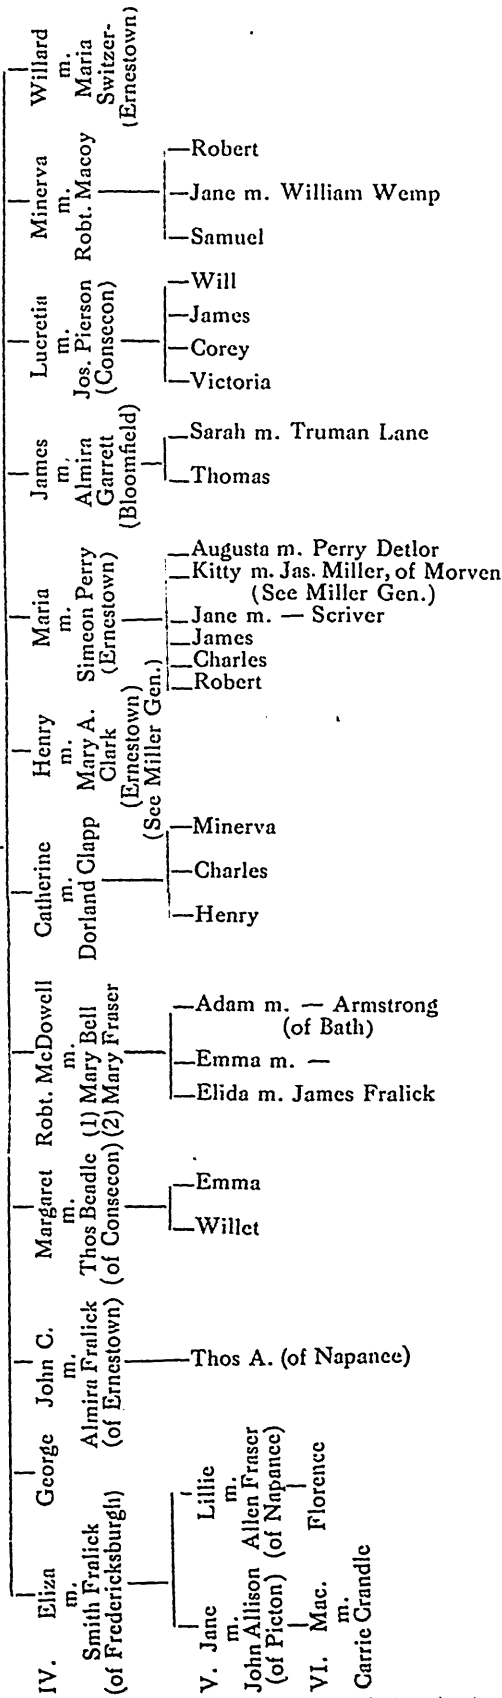 Willard
m.
Maria
Switzer-
(Ernestown)
Minerva
m.
Robt. Macoy
Robert
Jane m. William Wemp
Samuel
Lucretia
m.
Jos. Pierson
(Consecon)
Will
James
Corey
Victoria
James
m.
Almira
Garrett
(Bloomfield)
Sarah m. Truman Lane
Thomas
Maria
m.
Simeon Perry
(Ernestown)
Augusta m. Perry Detlor
Kitty m. Jas. Miller, of Morven
(See Miller Gen.)
Jane m. — Scriver
James
Charles
Robert
Henry
m.
Mary A.
Clark
(Ernestown)
(See Miller Gen.)
Catherine
m.
Dorland Clapp
Minerva
Charles
Henry
Robt. McDowell
m.
(1) Mary Bell
(2) Mary Fraser
Adam m. — Armstrong
(of Bath)
Emma m. —
Elida m. James Fralick
Margaret
m.
Thos Beadle
(of Consecon)
Emma
Willet
John C.
m.
Almira Fralick
(of Ernestown)
Thos A. (of Napanee)
George
IV. Eliza
m.
Smith Fralick
(of Fredericksburgh)
Lillie
m.
Allen Fraser
(of Napanee)
Florence
V. Jane
m.
John Allison
(of Picton)
VI. Mac.
m.
Carrie Crandle